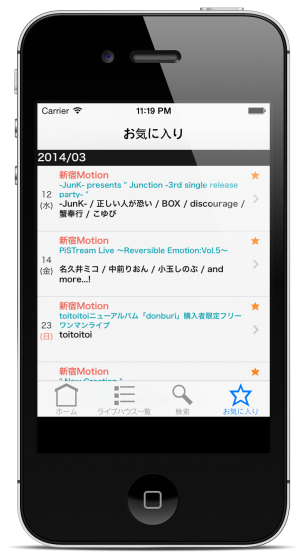 Carrier 11:19 PM
お気に入り
2014/03
新宿Motion
-JunK- presents " Junction -3rd single release
party- "
12
(水)
-JunK- / 正しい人が恐い / BOX / discourage /
蟹奉行 / こゆび
新宿Motion
PiSTream Live 〜Reversible Emotion:Vol.5〜
14
(金)
名久井ミコ / 中前りおん / 小玉しのぶ / and
more...!
新宿Motion
toitoitoiニューアルバム「donburi」購入者限定フリー
ワンマンライブ
23
(日)
toitoitoi
新宿Motion
" New Creation "
ホーム ライブハウス一覧 検索 お気に入り